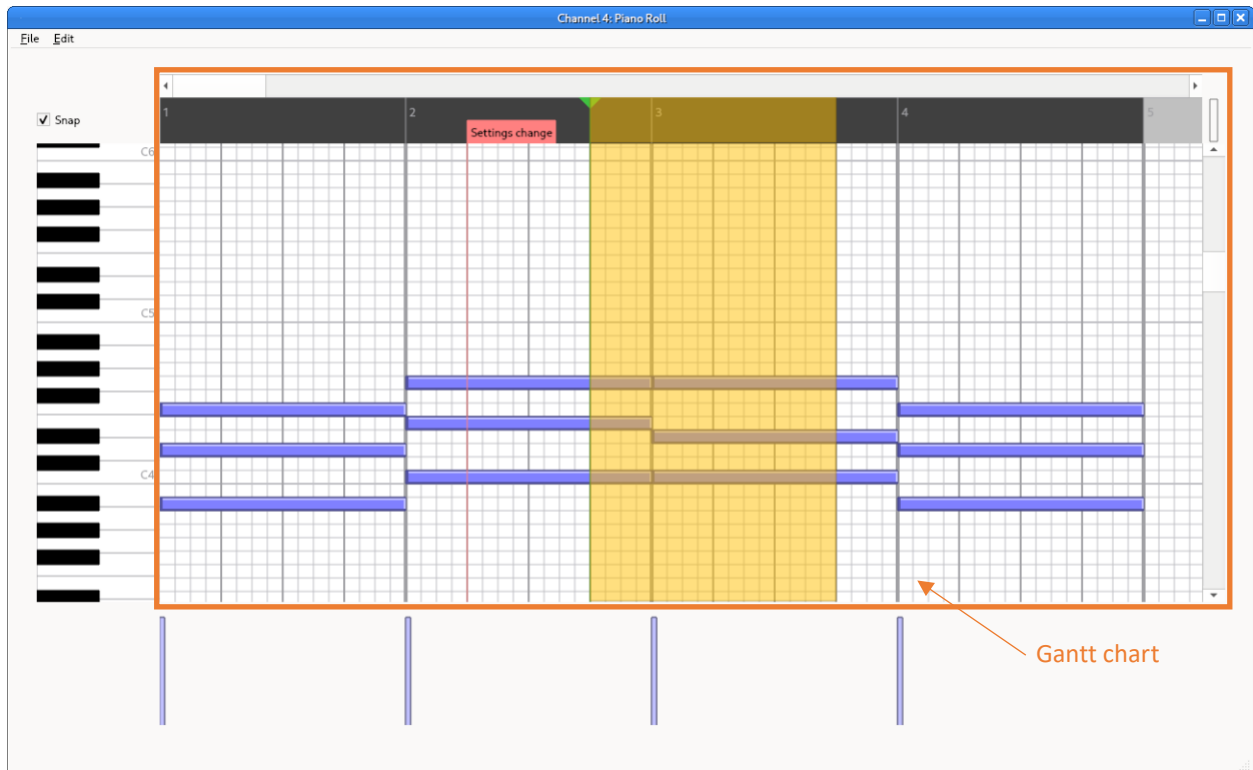 Channel 4: Piano Roll
File Edit
Snap
1 2 3 4 5
Settings change
C6
C5
C4
Gantt chart